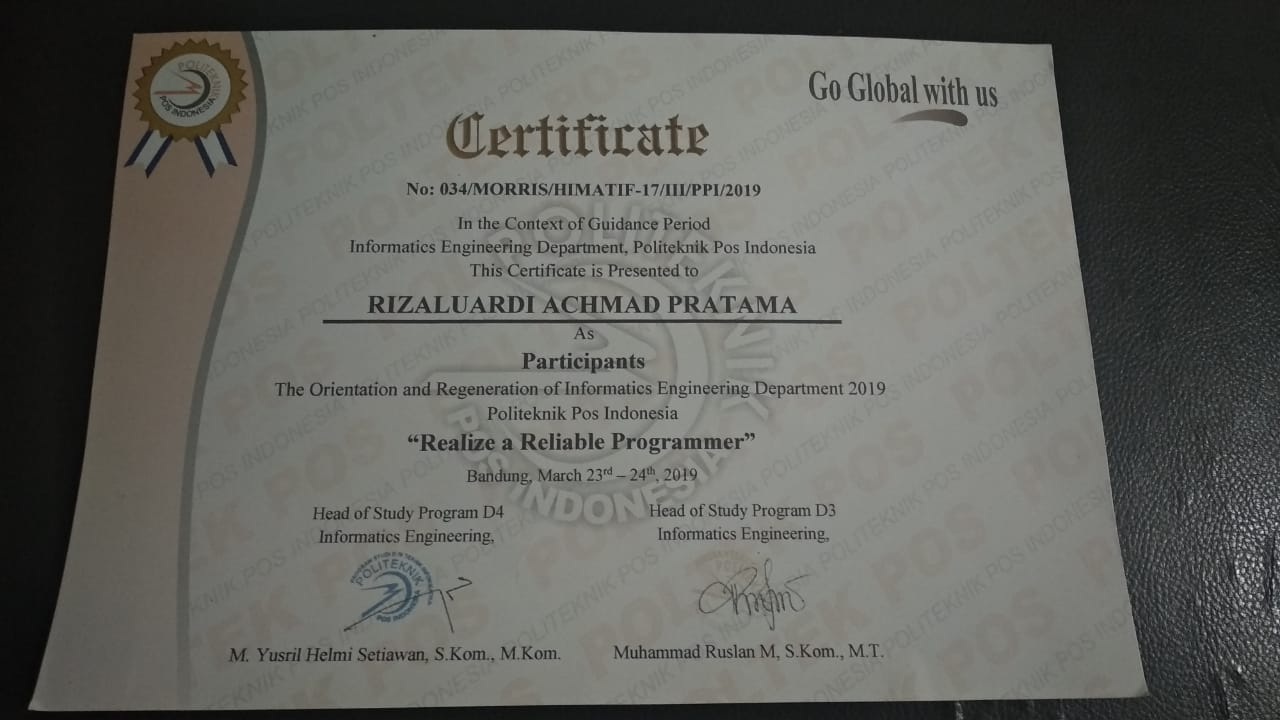 POLITEKNIK
POS INDONESIA
Go Global with us
Certificate
No: 034/MORRIS/HIMATIF-17/III/PPI/2019
In the Context of Guidance Period
Informatics Engineering Department, Politeknik Pos Indonesia
This Certificate is Presented to
RIZALUARDI ACHMAD PRATAMA
As
Participants
The Orientation and Regeneration of Informatics Engineering Department 2019
Politeknik Pos Indonesia
“Realize a Reliable Programmer”
Bandung, March 23rd – 24th, 2019
Head of Study Program D4
Informatics Engineering,
Head of Study Program D3
Informatics Engineering,
POLITEKNIK
POS INDONESIA
M. Yusril Helmi Setiawan, S.Kom., M.Kom.
Muhammad Ruslan M, S.Kom., M.T.